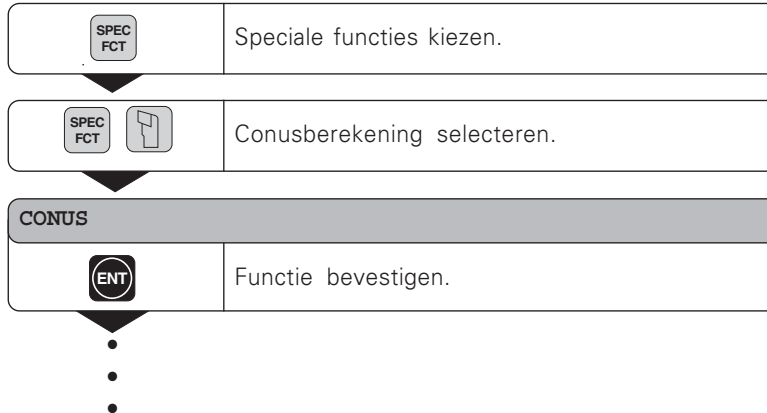 SPEC
FCT
Speciale functies kiezen.
SPEC
FCT
Conusberekening selecteren.
CONUS
ENT
Functie bevestigen.